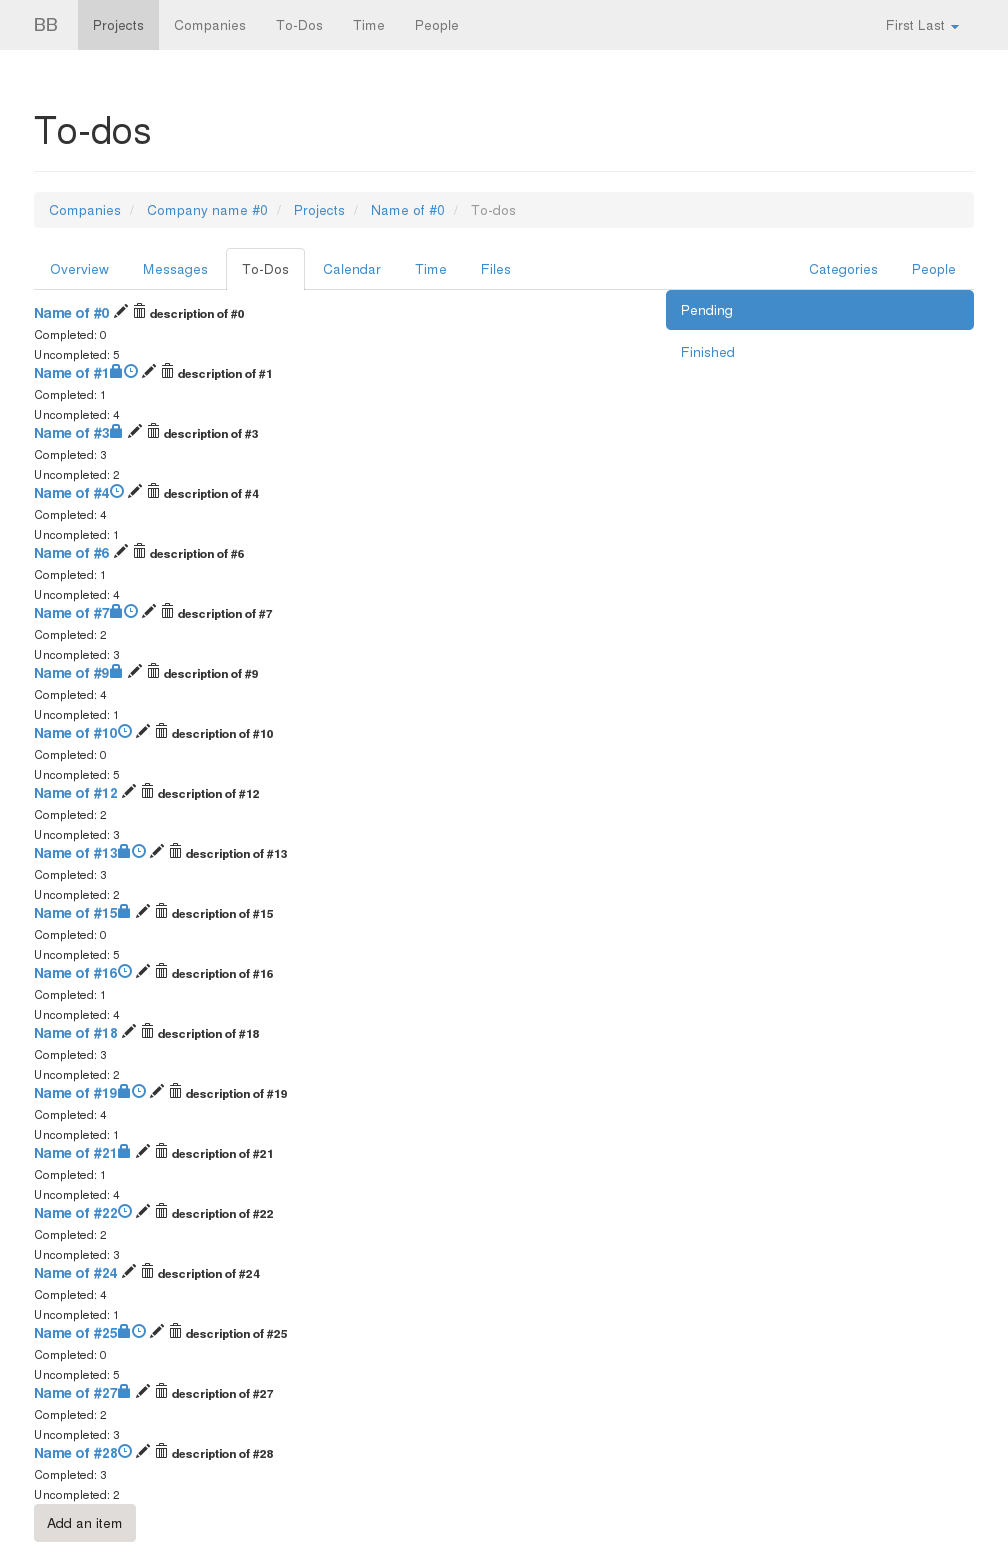 BB Projects Companies To-Dos Time People First Last
To-dos
Companies / Company name #0 / Projects / Name of #0 / To-dos
Overview Messages To-Dos Calendar Time Files Categories People
Pending
Finished
Name of #0 description of #0
Completed: 0
Uncompleted: 5
Name of #1 description of #1
Completed: 1
Uncompleted: 4
Name of #3 description of #3
Completed: 3
Uncompleted: 2
Name of #4 description of #4
Completed: 4
Uncompleted: 1
Name of #6 description of #6
Completed: 1
Uncompleted: 4
Name of #7 description of #7
Completed: 2
Uncompleted: 3
Name of #9 description of #9
Completed: 4
Uncompleted: 1
Name of #10 description of #10
Completed: 0
Uncompleted: 5
Name of #12 description of #12
Completed: 2
Uncompleted: 3
Name of #13 description of #13
Completed: 3
Uncompleted: 2
Name of #15 description of #15
Completed: 0
Uncompleted: 5
Name of #16 description of #16
Completed: 1
Uncompleted: 4
Name of #18 description of #18
Completed: 3
Uncompleted: 2
Name of #19 description of #19
Completed: 4
Uncompleted: 1
Name of #21 description of #21
Completed: 1
Uncompleted: 4
Name of #22 description of #22
Completed: 2
Uncompleted: 3
Name of #24 description of #24
Completed: 4
Uncompleted: 1
Name of #25 description of #25
Completed: 0
Uncompleted: 5
Name of #27 description of #27
Completed: 2
Uncompleted: 3
Name of #28 description of #28
Completed: 3
Uncompleted: 2
Add an item